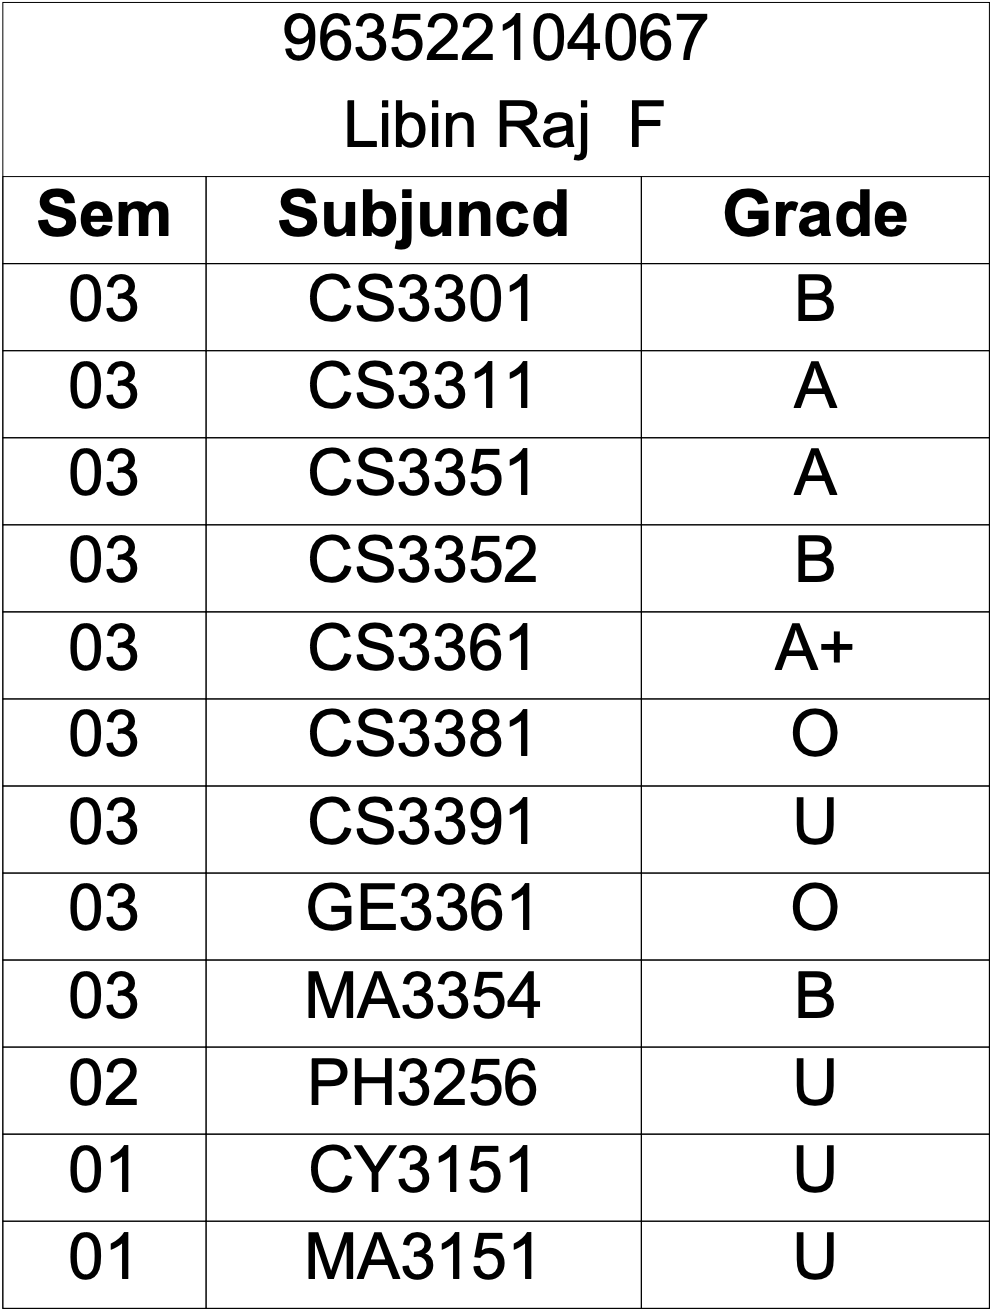 963522104067
Libin Raj  F
Sem Subjuncd Grade
03 CS3301 B
03 CS3311 A
03 CS3351 A
03 CS3352 B
03 CS3361 A+
03 CS3381 O
03 CS3391 U
03 GE3361 O
03 MA3354 B
02 PH3256 U
01 CY3151 U
01 MA3151 U